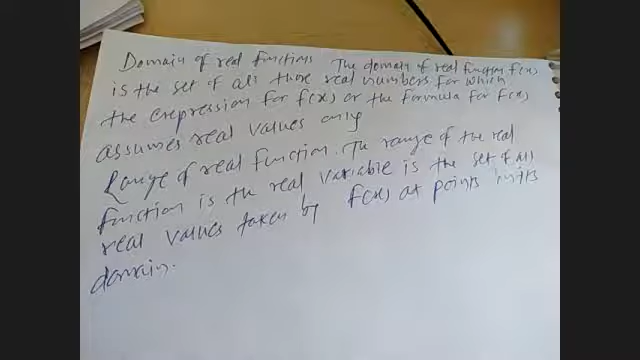 Domain of real functions The domain of real function f(x)
is the set of all those real numbers for which
the expression for f(x) or the formula for f(x)
assumes real values only
Range of real function. The range of the real
function is the real variable is the set of all
real values taken by f(x) at points in its
domain.